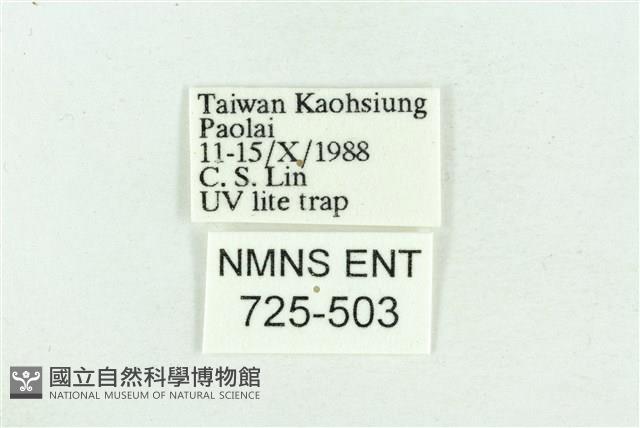 Taiwan Kaohsiung
Paolai
11-15/X/1988
C. S. Lin
UV lite trap
NMNS ENT
725-503
國立自然科學博物館
NATIONAL MUSEUM OF NATURAL SCIENCE